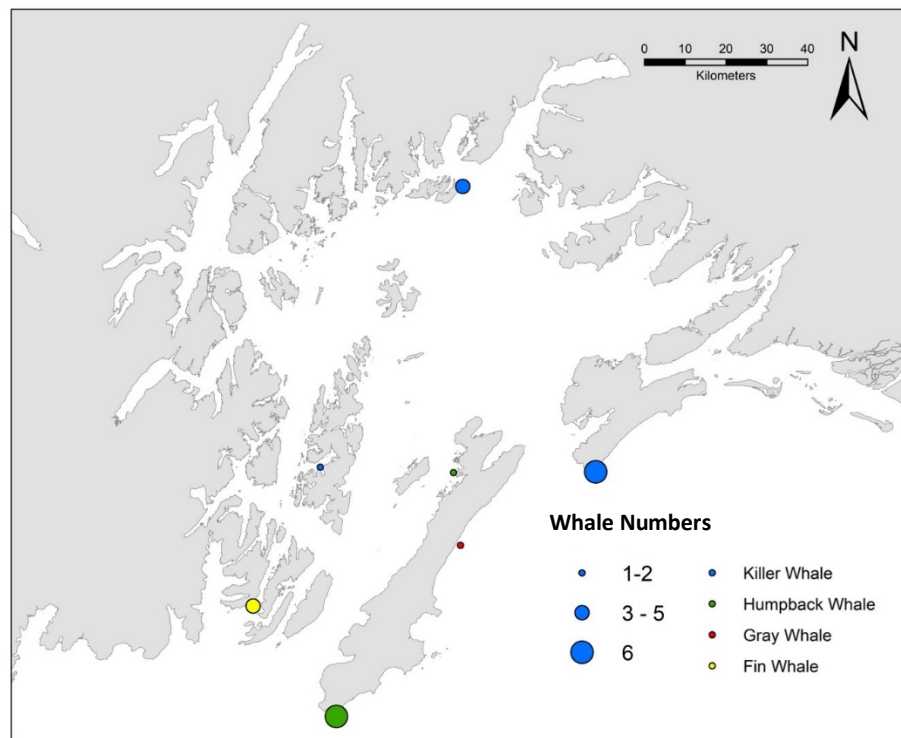 0 10 20 30 40
Kilometers
N
Whale Numbers
1-2
3 - 5
6
Killer Whale
Humpback Whale
Gray Whale
Fin Whale